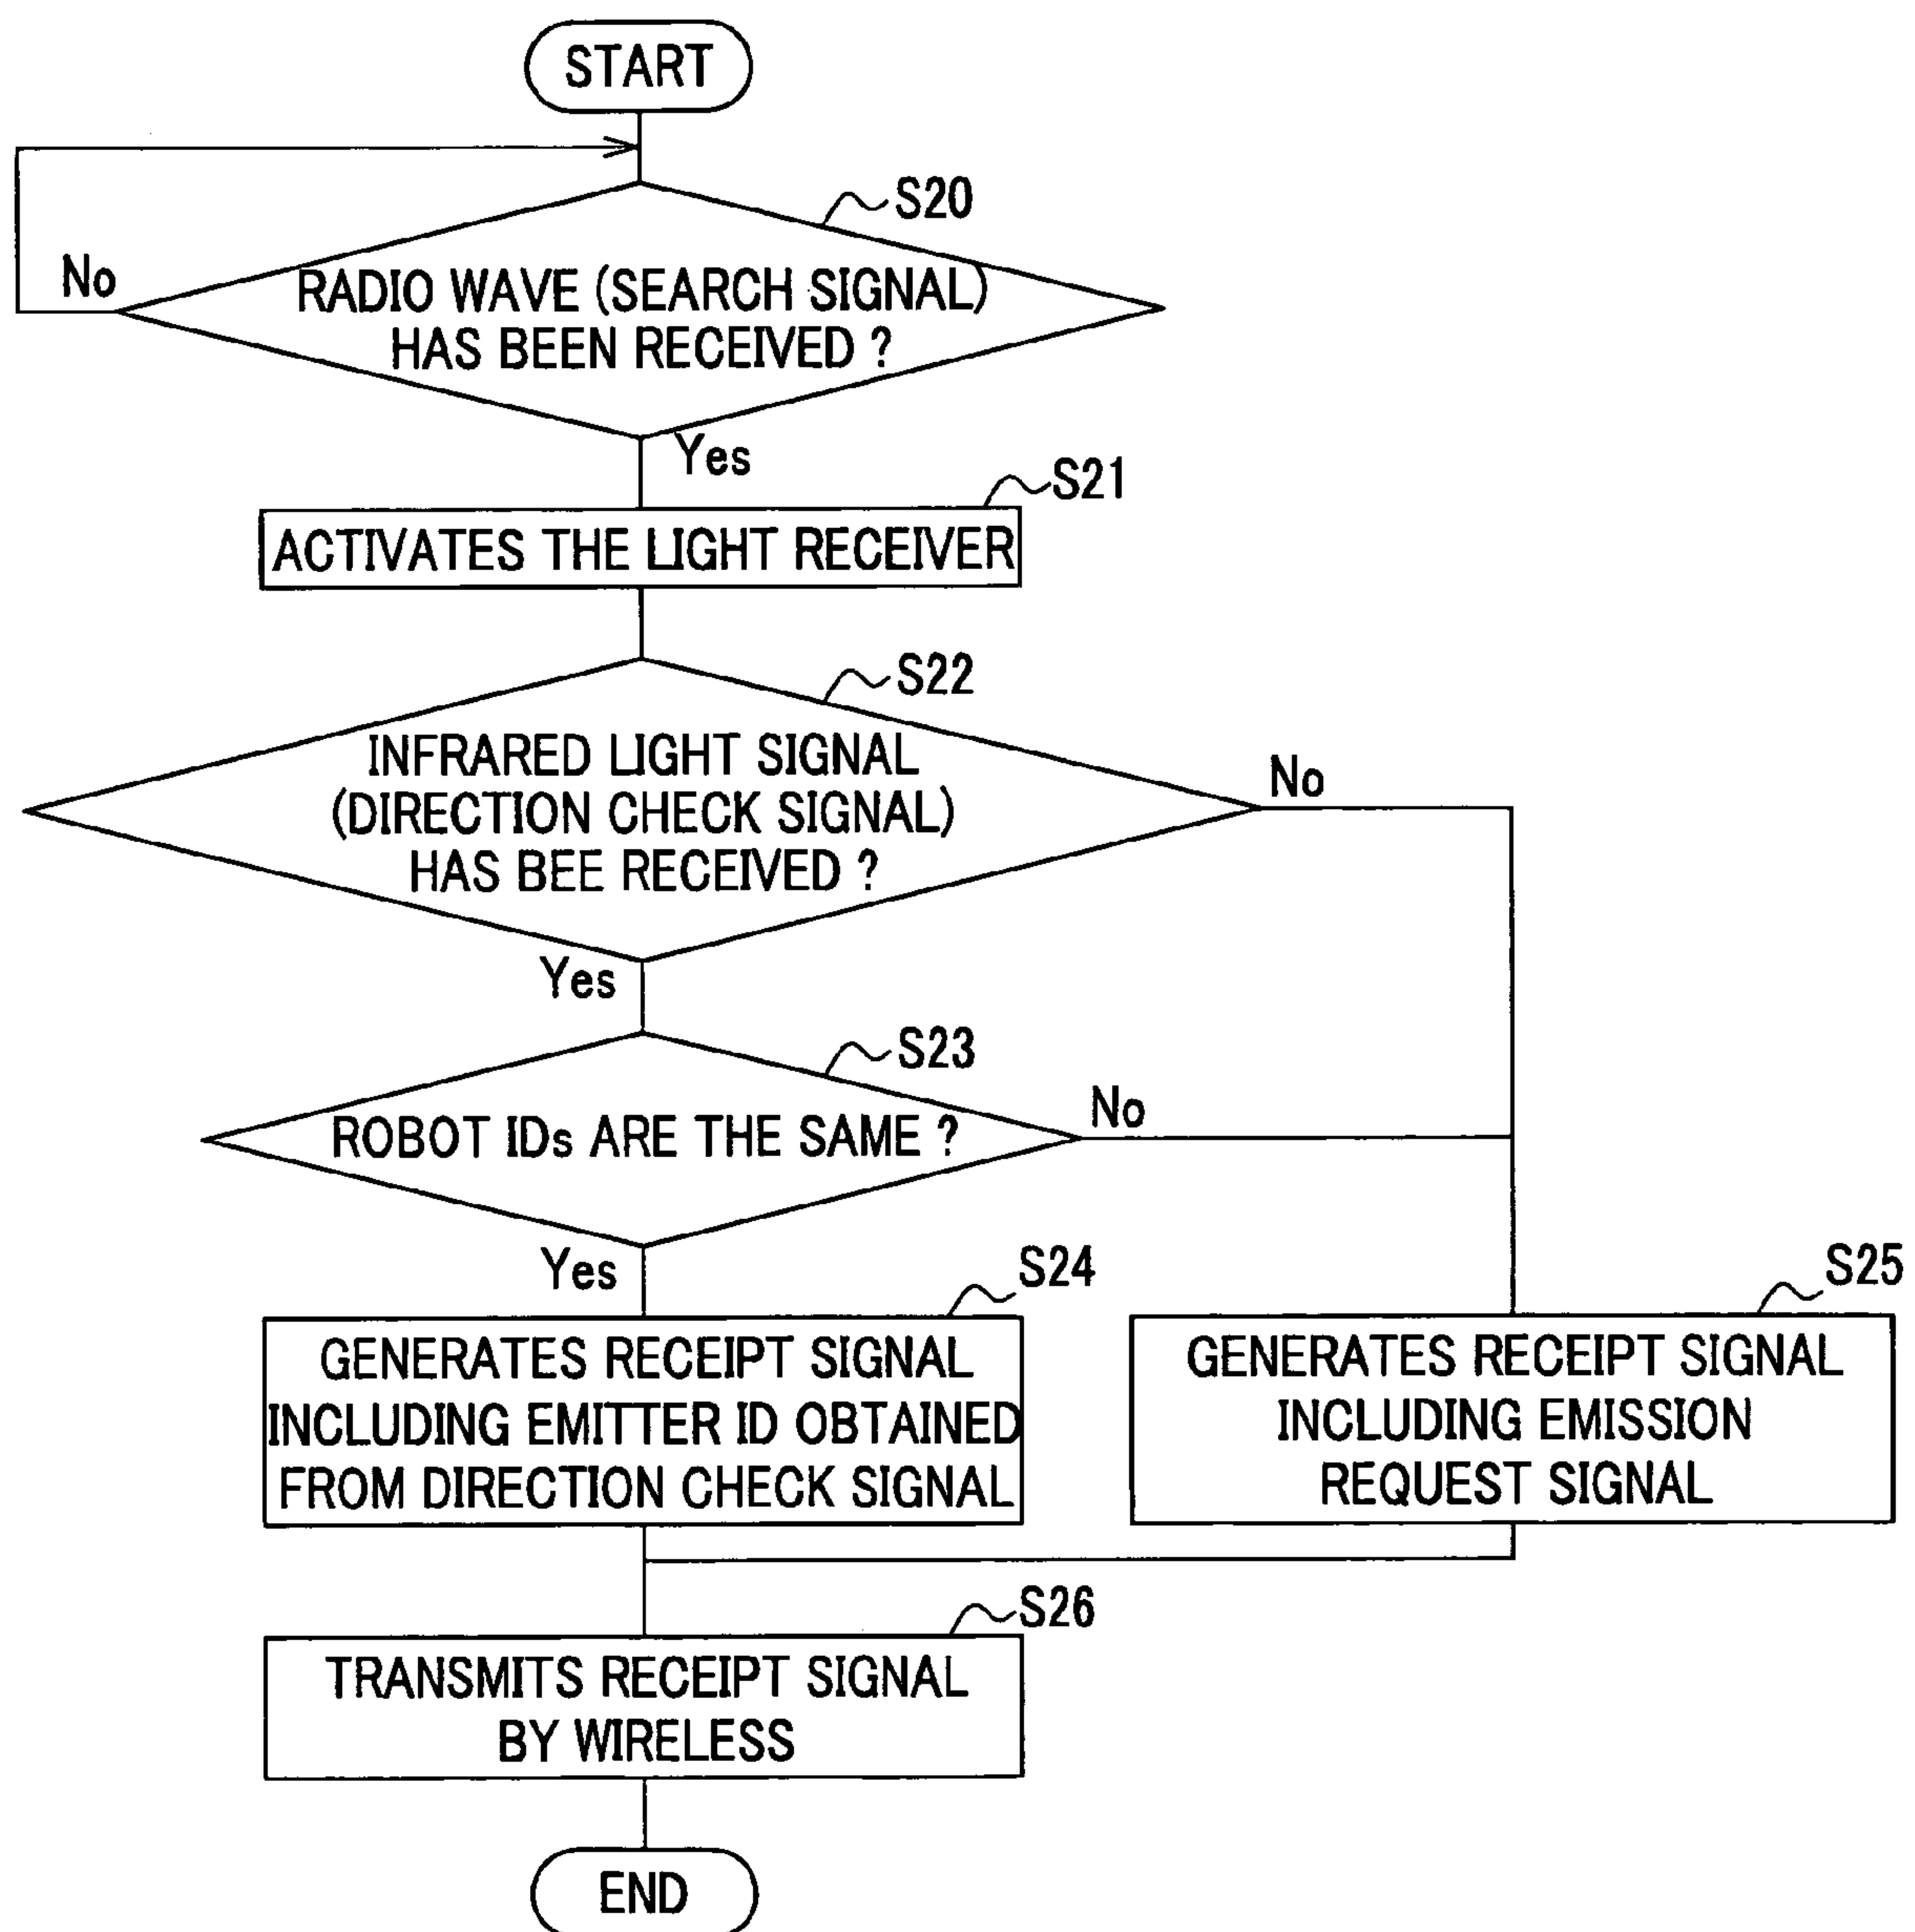 START
S20
No
RADIO WAVE (SEARCH SIGNAL)
HAS BEEN RECEIVED ?
Yes
S21
ACTIVATES THE LIGHT RECEIVER
S22
INFRARED LIGHT SIGNAL
(DIRECTION CHECK SIGNAL)
HAS BEE RECEIVED ?
No
Yes
S23
ROBOT IDs ARE THE SAME ?
No
Yes
S24
GENERATES RECEIPT SIGNAL
INCLUDING EMITTER ID OBTAINED
FROM DIRECTION CHECK SIGNAL
S25
GENERATES RECEIPT SIGNAL
INCLUDING EMISSION
REQUEST SIGNAL
S26
TRANSMITS RECEIPT SIGNAL
BY WIRELESS
END